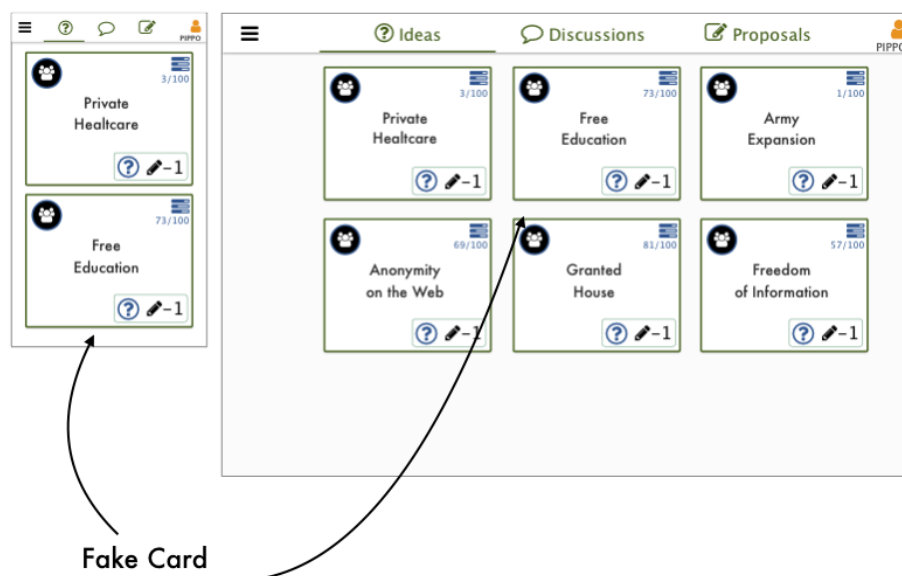 PIPPO
3/100
Private
Healtcare
-1
73/100
Free
Education
-1
Ideas
Discussions
Proposals
PIPPO
3/100
Private
Healtcare
-1
73/100
Free
Education
-1
1/100
Army
Expansion
-1
69/100
Anonymity
on the Web
-1
81/100
Granted
House
-1
57/100
Freedom
of Information
-1
Fake Card